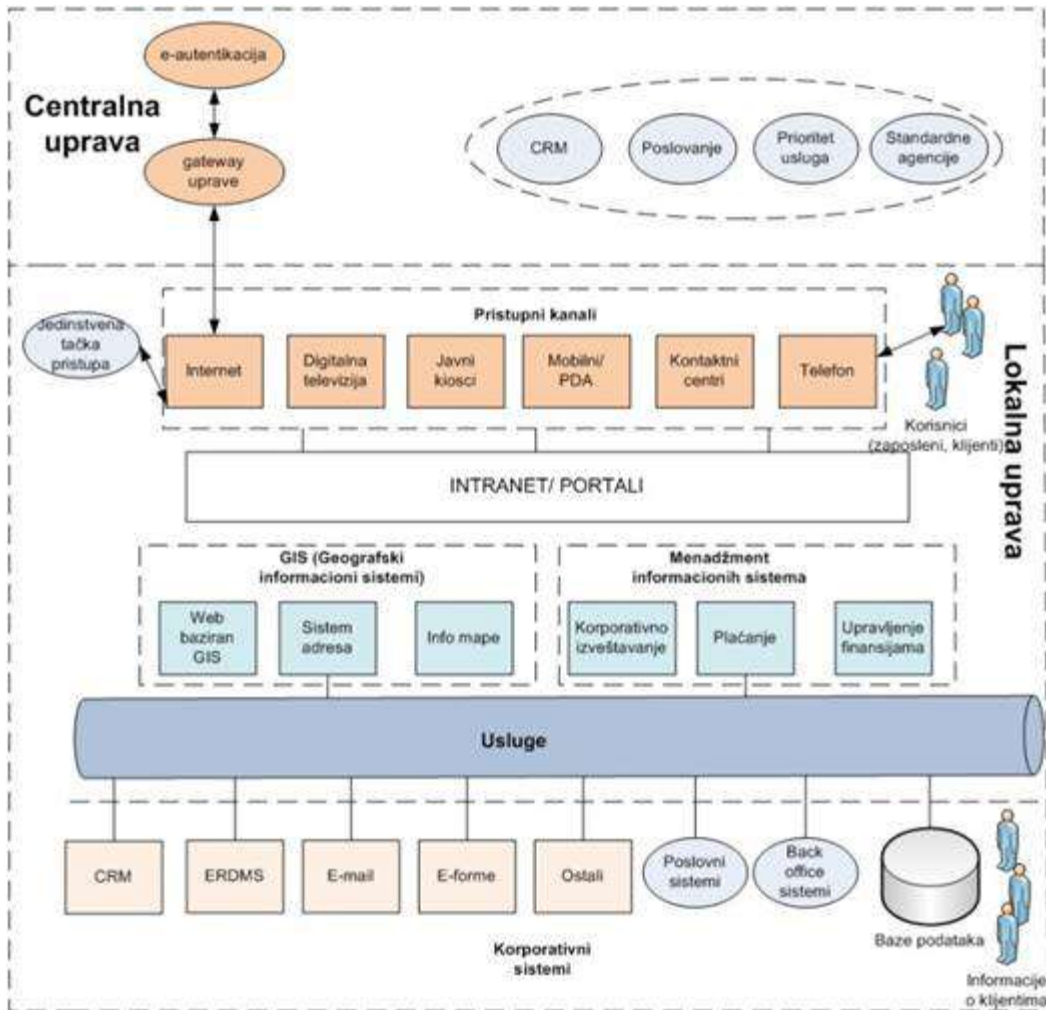 e-autentikacija
Centralna
uprava
gateway
uprave
CRM
Poslovanje
Prioritet
usluga
Standardne
agencije
Jedinstvena
tačka
pristupa
Pristupni kanali
Internet
Digitalna
televizija
Javni
kiosci
Mobilni/
PDA
Kontaktni
centri
Telefon
Korisnici
(zaposleni, klijenti)
Lokalna uprava
INTRANET/ PORTALI
GIS (Geografski
informacioni sistemi)
Web
baziran
GIS
Sistem
adresa
Info mape
Menadžment
informacionih sistema
Korporativno
izveštavanje
Plaćanje
Upravljenje
finansijama
Usluge
CRM
ERDMS
E-mail
E-forme
Ostali
Poslovni
sistemi
Back
office
sistemi
Baze podataka
Korporativni
sistemi
Informacije
o klijentima